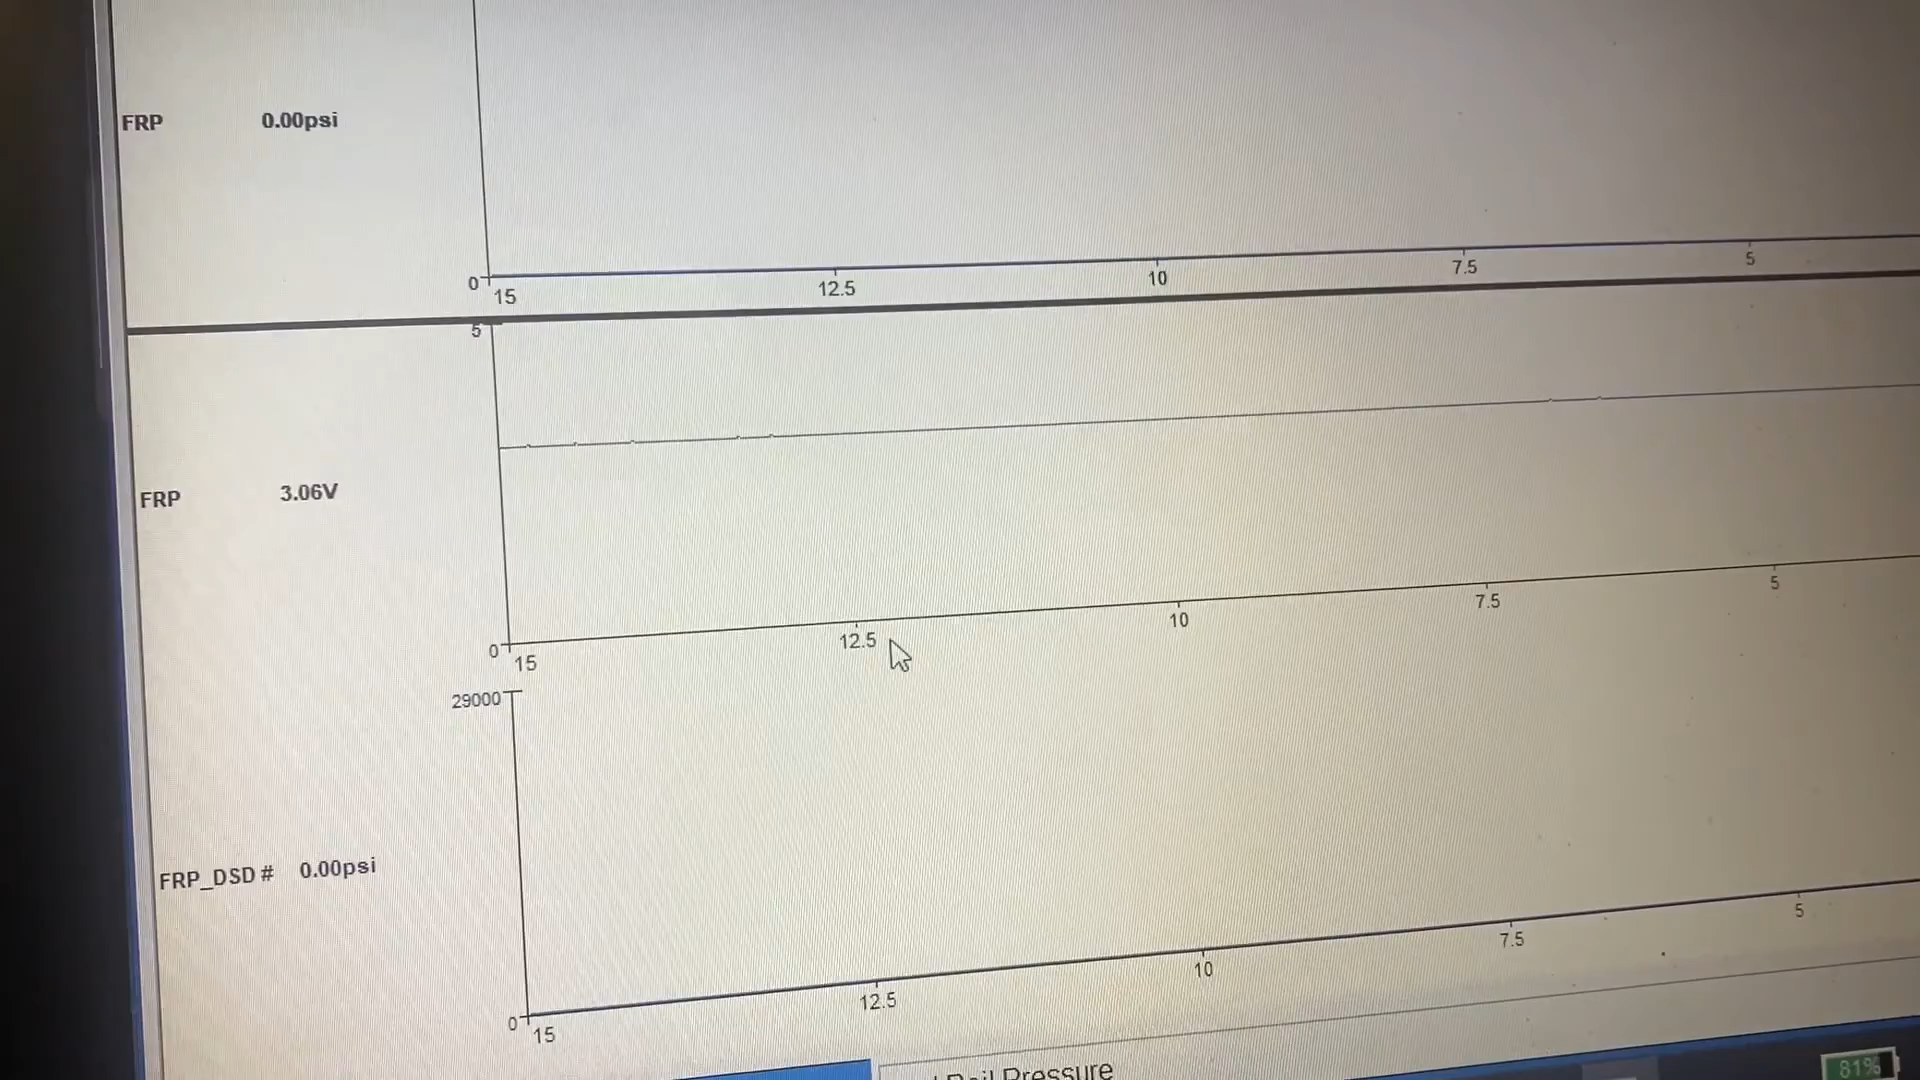 FRP 0.00psi
0
15 12.5 10 7.5 5
5
FRP 3.06V
0
15 12.5 10 7.5 5
29000
FRP_DSD # 0.00psi
0
15 12.5 10 7.5 5
Rail Pressure
81%